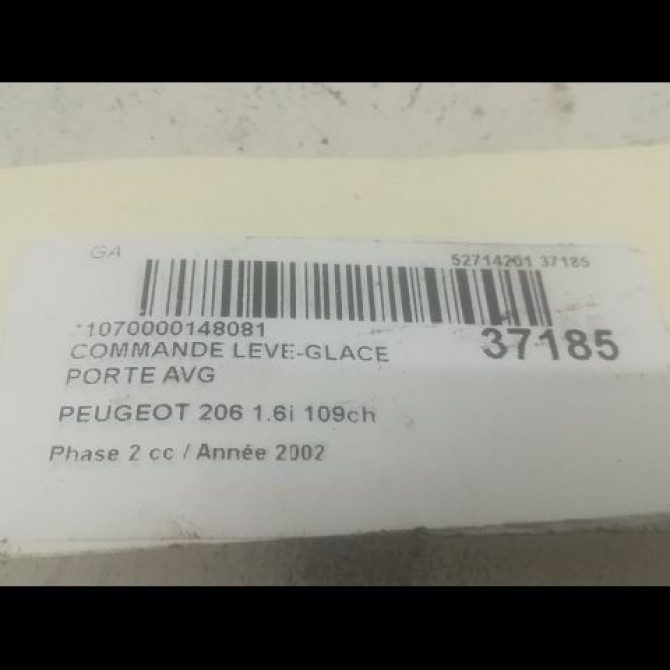 GA
52714201 37185
*1070000148081
37185
COMMANDE LEVE-GLACE
PORTE AVG
PEUGEOT 206 1.6i 109ch
Phase 2 cc / Année 2002